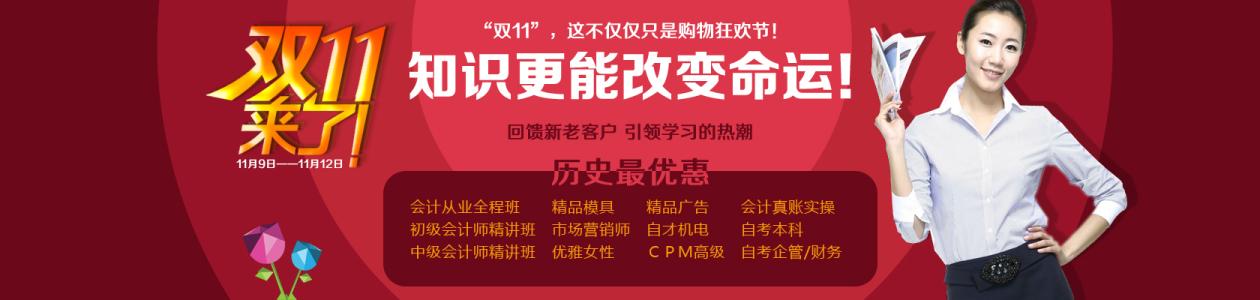 双11
来了!
11月9日——11月12日
“双11”，这不仅仅只是购物狂欢节!
知识更能改变命运!
回馈新老客户 引领学习的热潮
历史最优惠
会计从业全程班 精品模具 精品广告 会计真账实操
初级会计师精讲班 市场营销师 自才机电 自考本科
中级会计师精讲班 优雅女性 CPM高级 自考企管/财务